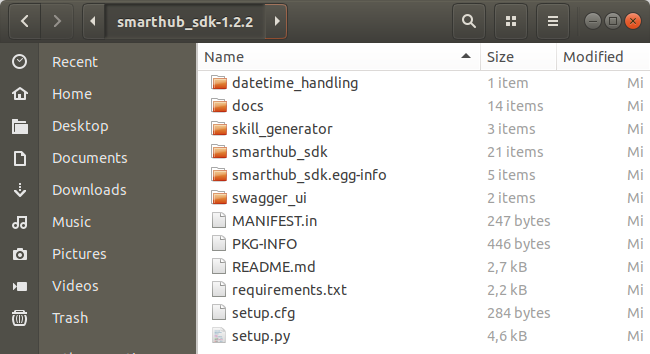 smarthub_sdk-1.2.2
Recent
Home
Desktop
Documents
Downloads
Music
Pictures
Videos
Trash
Name Size Modified
datetime_handling 1 item Mi
docs 14 items Mi
skill_generator 3 items Mi
smarthub_sdk 21 items Mi
smarthub_sdk.egg-info 5 items Mi
swagger_ui 2 items Mi
MANIFEST.in 247 bytes Mi
PKG-INFO 446 bytes Mi
README.md 2,7 kB Mi
requirements.txt 2,2 kB Mi
setup.cfg 284 bytes Mi
setup.py 4,6 kB Mi